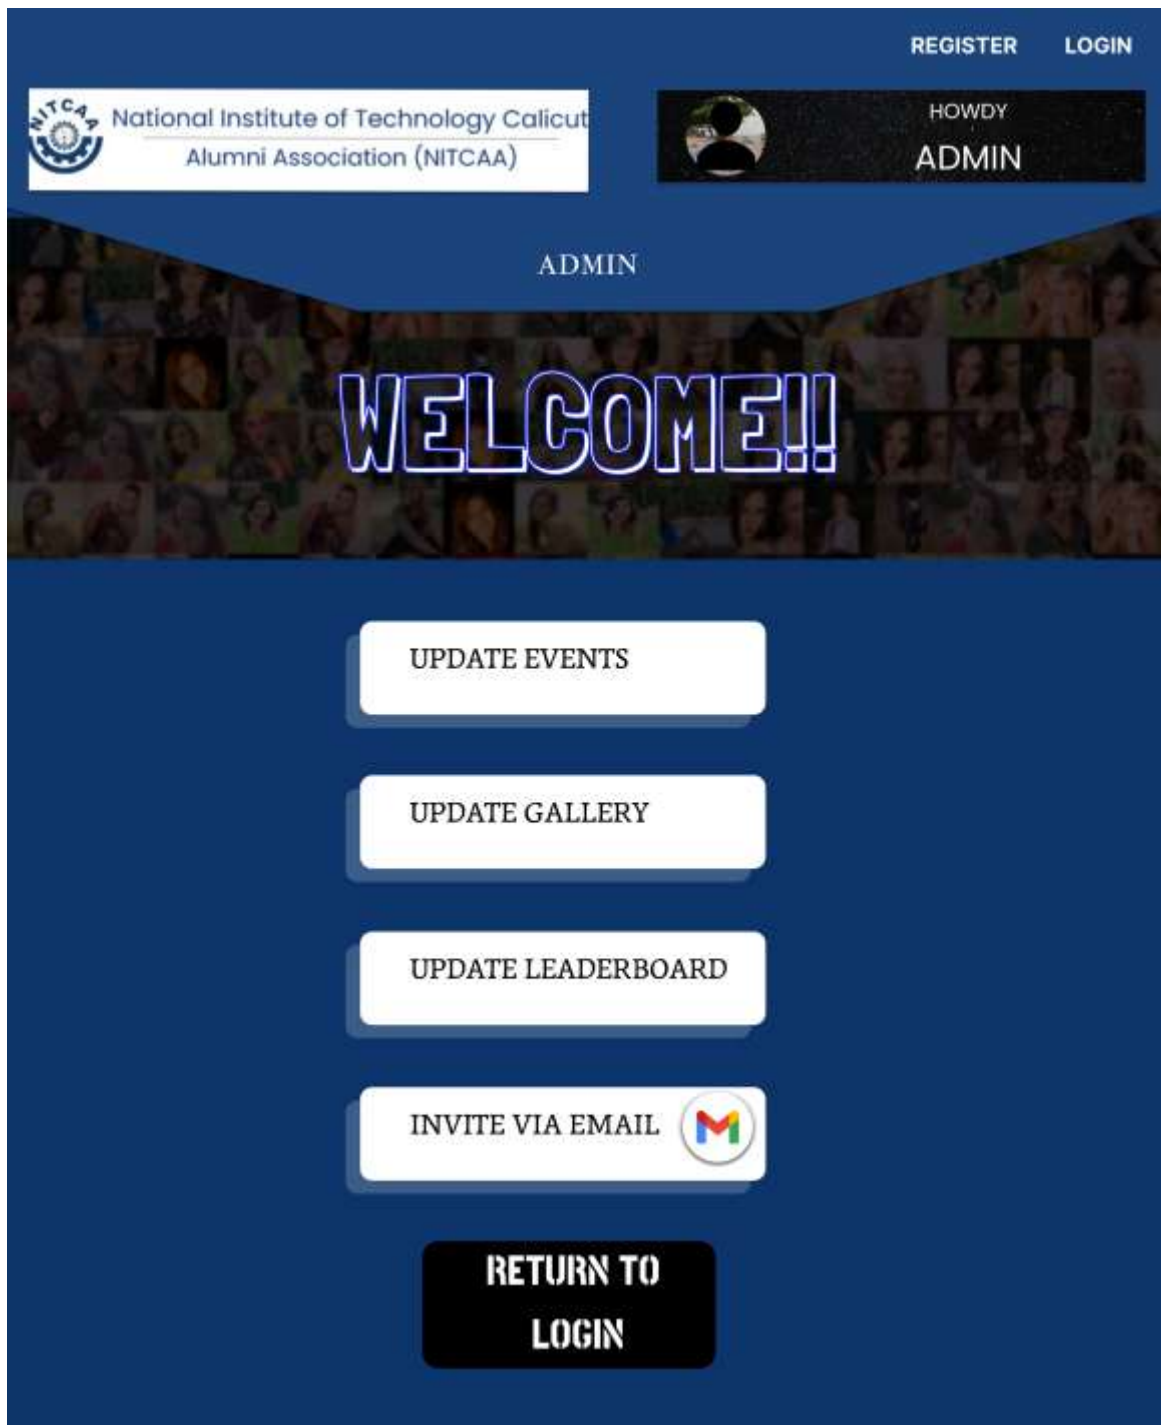 REGISTER LOGIN
NITCAA
National Institute of Technology Calicut
Alumni Association (NITCAA)
HOWDY
ADMIN
ADMIN
WELCOME!!
UPDATE EVENTS
UPDATE GALLERY
UPDATE LEADERBOARD
INVITE VIA EMAIL
RETURN TO
LOGIN